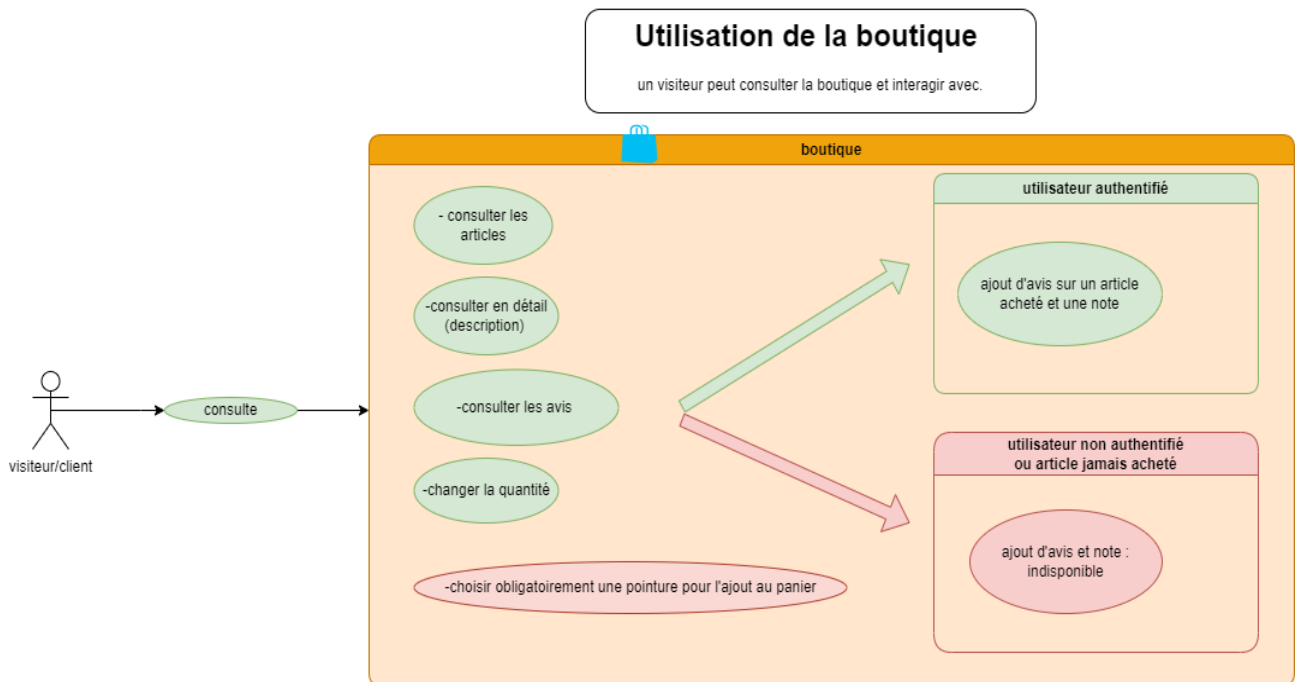 Utilisation de la boutique
un visiteur peut consulter la boutique et interagir avec.
boutique
- consulter les
articles
-consulter en détail
(description)
-consulter les avis
-changer la quantité
-choisir obligatoirement une pointure pour l'ajout au panier
consulte
visiteur/client
utilisateur authentifié
ajout d'avis sur un article
acheté et une note
utilisateur non authentifié
ou article jamais acheté
ajout d'avis et note :
indisponible